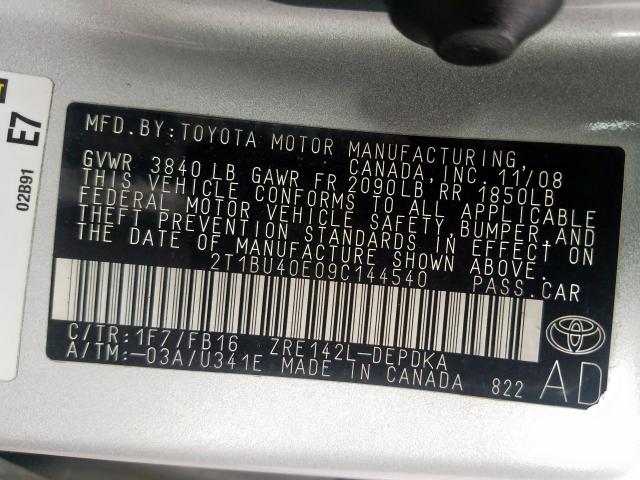 MFD.BY:TOYOTA MOTOR MANUFACTURING,
CANADA,INC. 11/08
GVWR 3840 LB GAWR FR 2090LB RR 1850LB
THIS VEHICLE CONFORMS TO ALL APPLICABLE
FEDERAL MOTOR VEHICLE SAFETY,BUMPER,AND
THEFT PREVENTION STANDARDS IN EFFECT ON
THE DATE OF MANUFACTURE SHOWN ABOVE.
2T1BU40E09C144540 PASS.CAR
C/TR:1F7/FB16 ZRE142L-DEPDKA
A/TM:-03A/U341E MADE IN CANADA 822
AD
E7
02B91